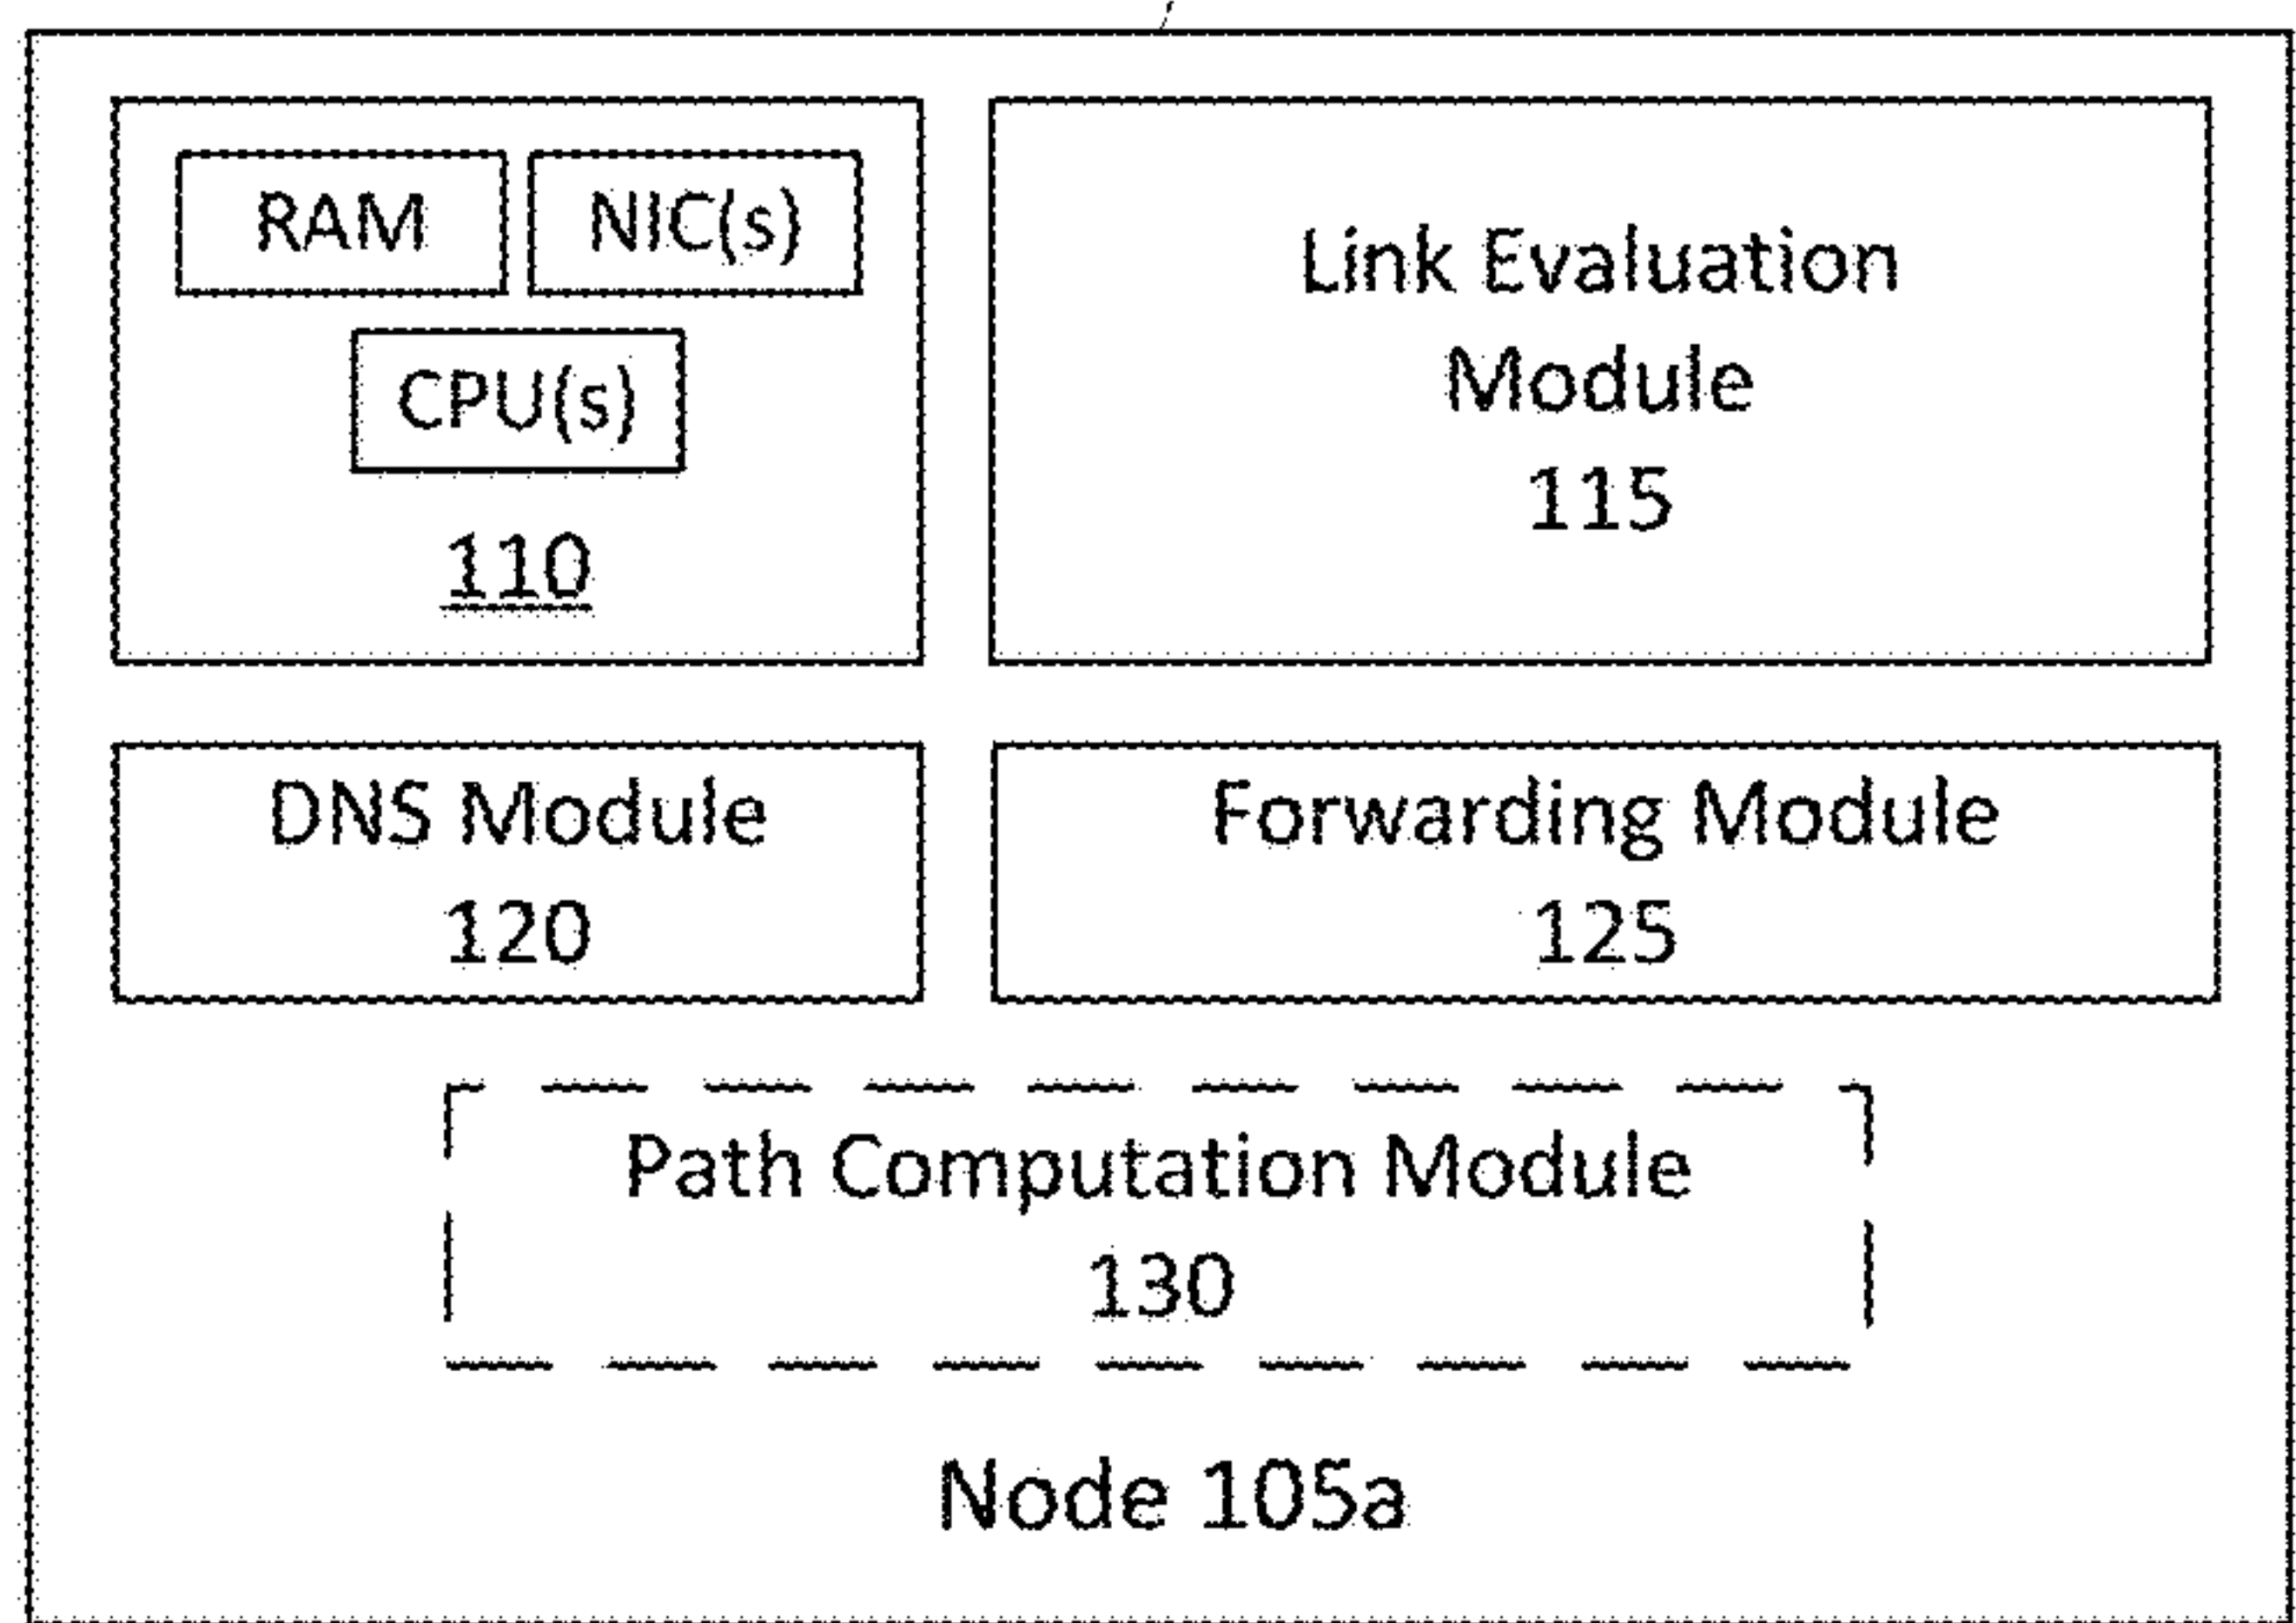 RAM
NIC(s)
CPU(s)
110
Link Evaluation
Module
115
DNS Module
120
Forwarding Module
125
Path Computation Module
130
Node 105a